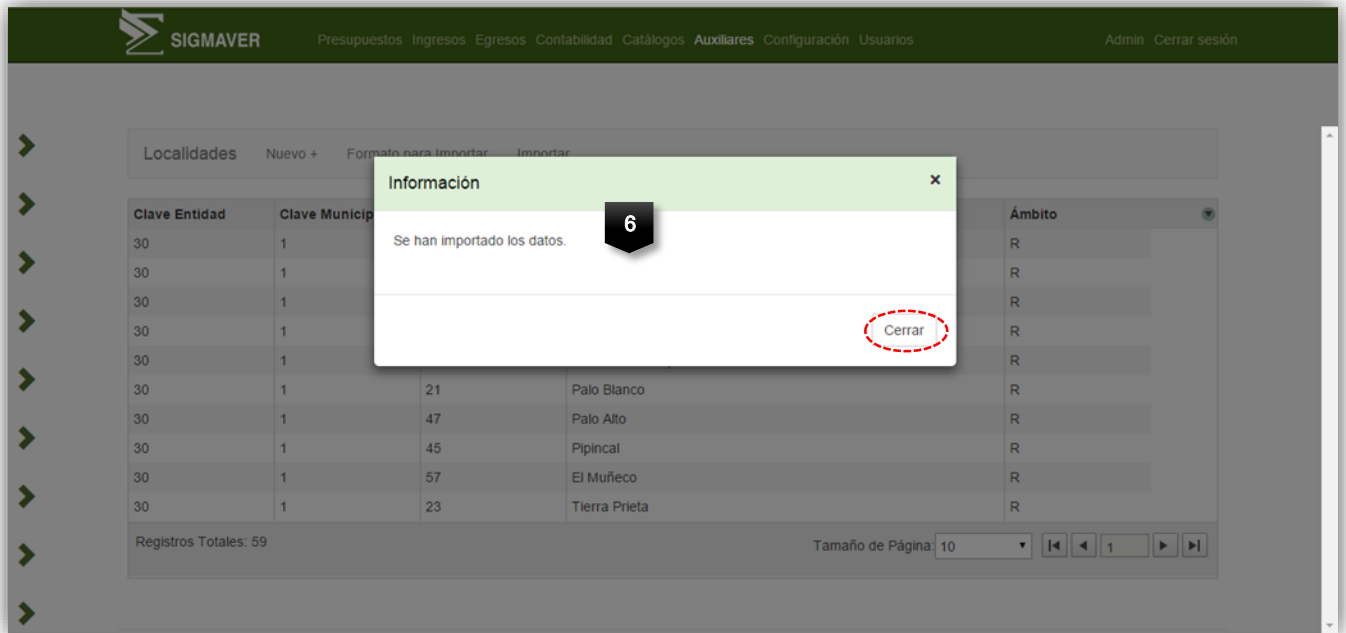 SIGMAVER Presupuestos Ingresos Egresos Contabilidad Catálogos Auxiliares Configuración Usuarios Admin Cerrar sesión
Localidades Nuevo + Formato para Importar Importar
Información ×
6
Se han importado los datos.
Cerrar
Clave Entidad Clave Municip Ámbito
30 1 R
30 1 R
30 1 R
30 1 R
30 1 R
30 1 21 Palo Blanco R
30 1 47 Palo Alto R
30 1 45 Pipincal R
30 1 57 El Muñeco R
30 1 23 Tierra Prieta R
Registros Totales: 59 Tamaño de Página: 10 1